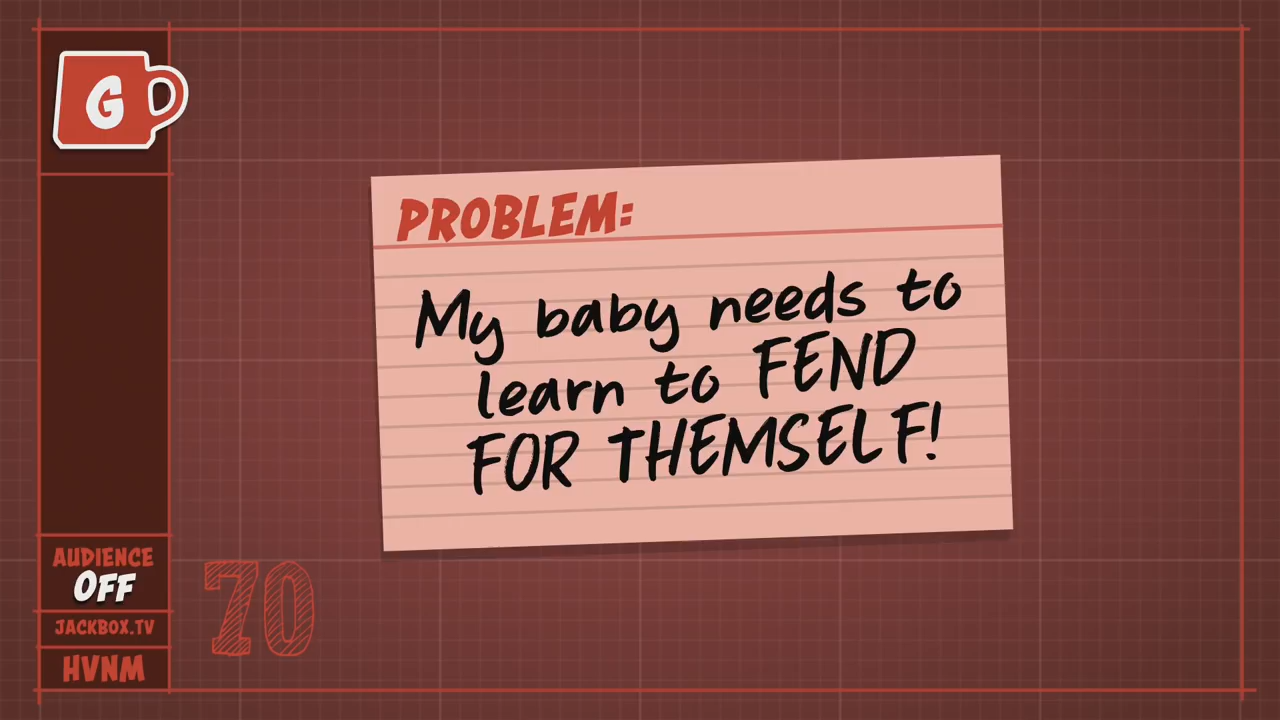 G
PROBLEM:
My baby needs to
learn to FEND
FOR THEMSELF!
AUDIENCE
OFF
JACKBOX.TV
HVNM
70